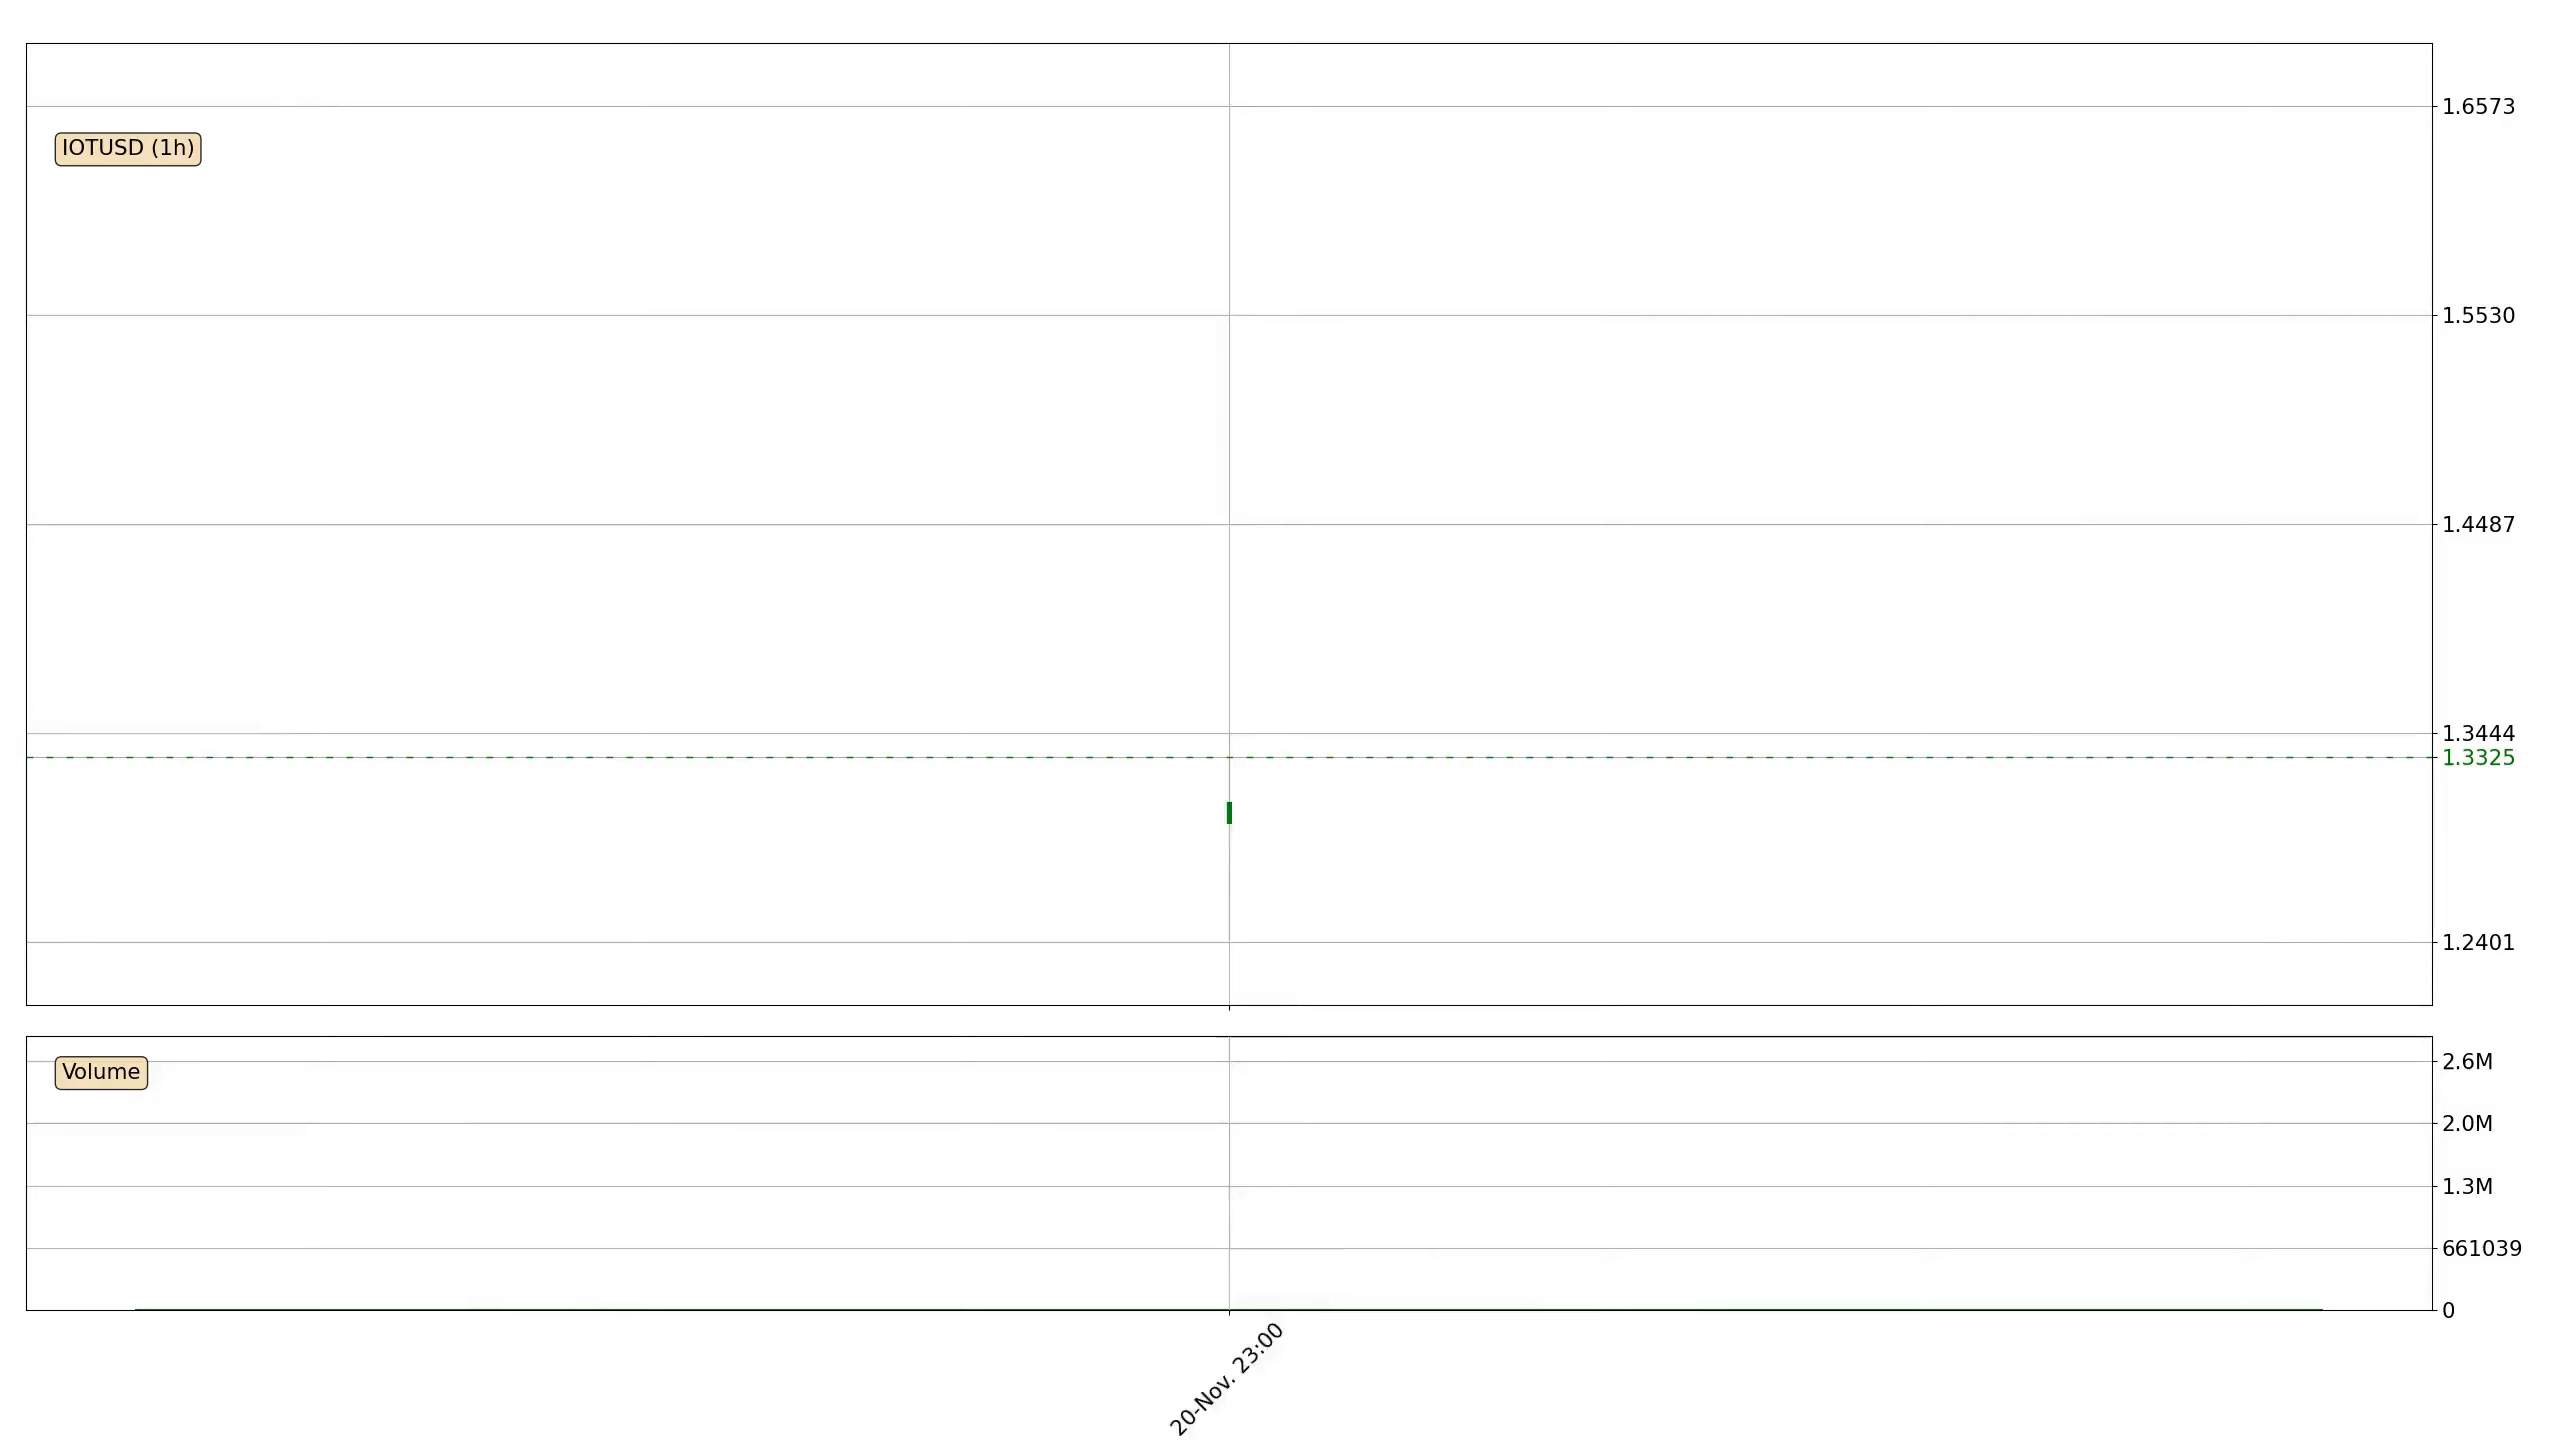 1.6573
IOTUSD (1h)
1.5530
1.4487
1.3444
1.3325
1.2401
2.6M
Volume
2.0M
1.3M
661039
0
20-Nov. 23:00